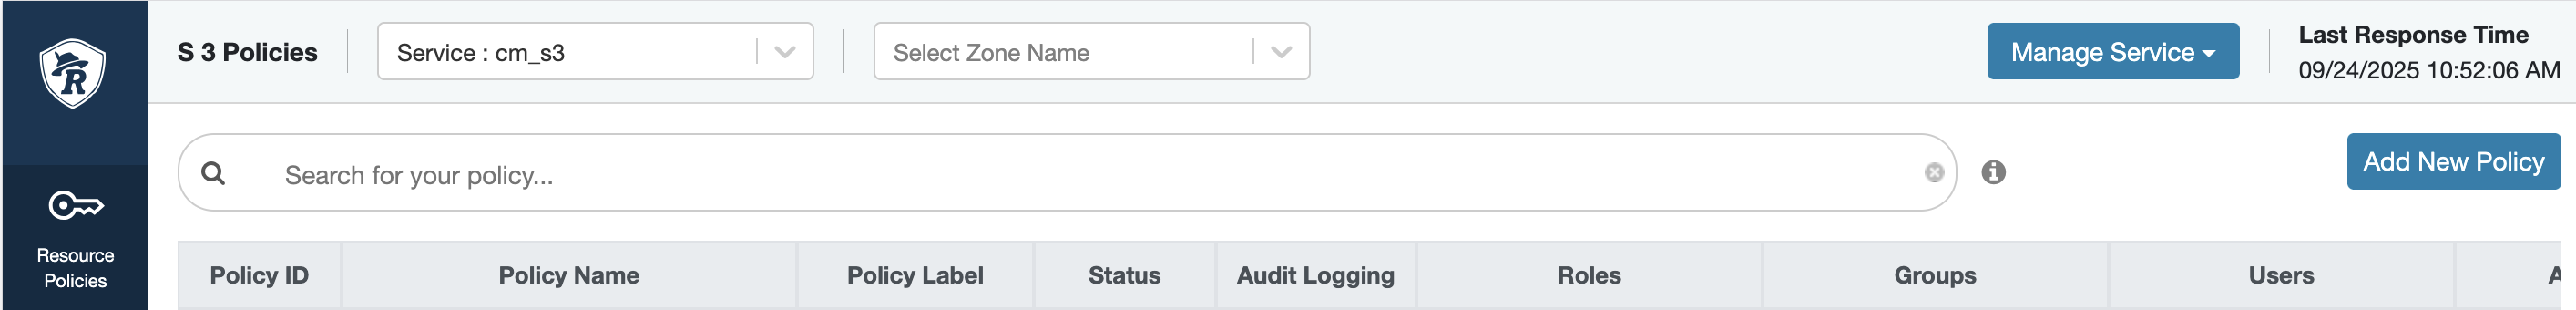 S 3 Policies
Service : cm_s3
Select Zone Name
Manage Service
Last Response Time
09/24/2025 10:52:06 AM
R
Resource
Policies
Search for your policy...
Add New Policy
Policy ID
Policy Name
Policy Label
Status
Audit Logging
Roles
Groups
Users